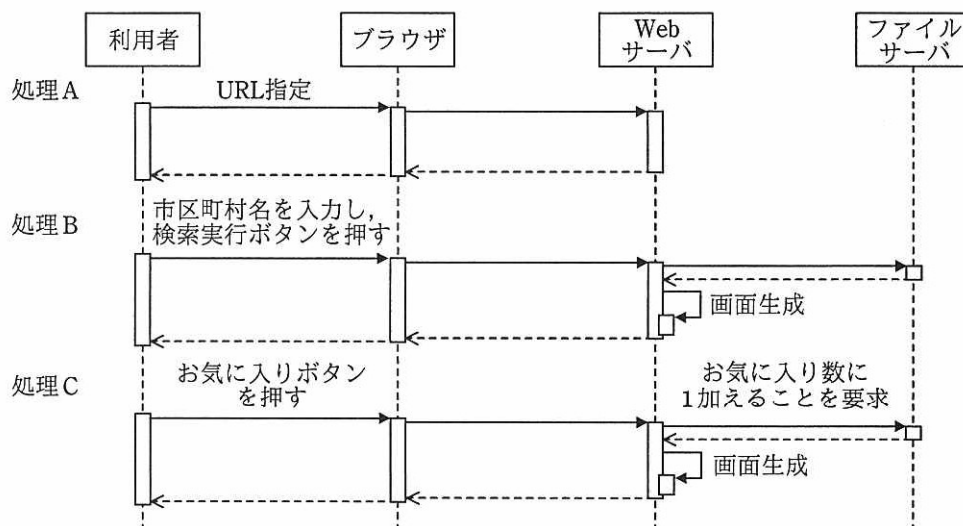 利用者
ブラウザ
Web
サーバ
ファイル
サーバ
処理A
URL指定
処理B
市区町村名を入力し,
検索実行ボタンを押す
画面生成
処理C
お気に入りボタン
を押す
お気に入り数に
1加えることを要求
画面生成